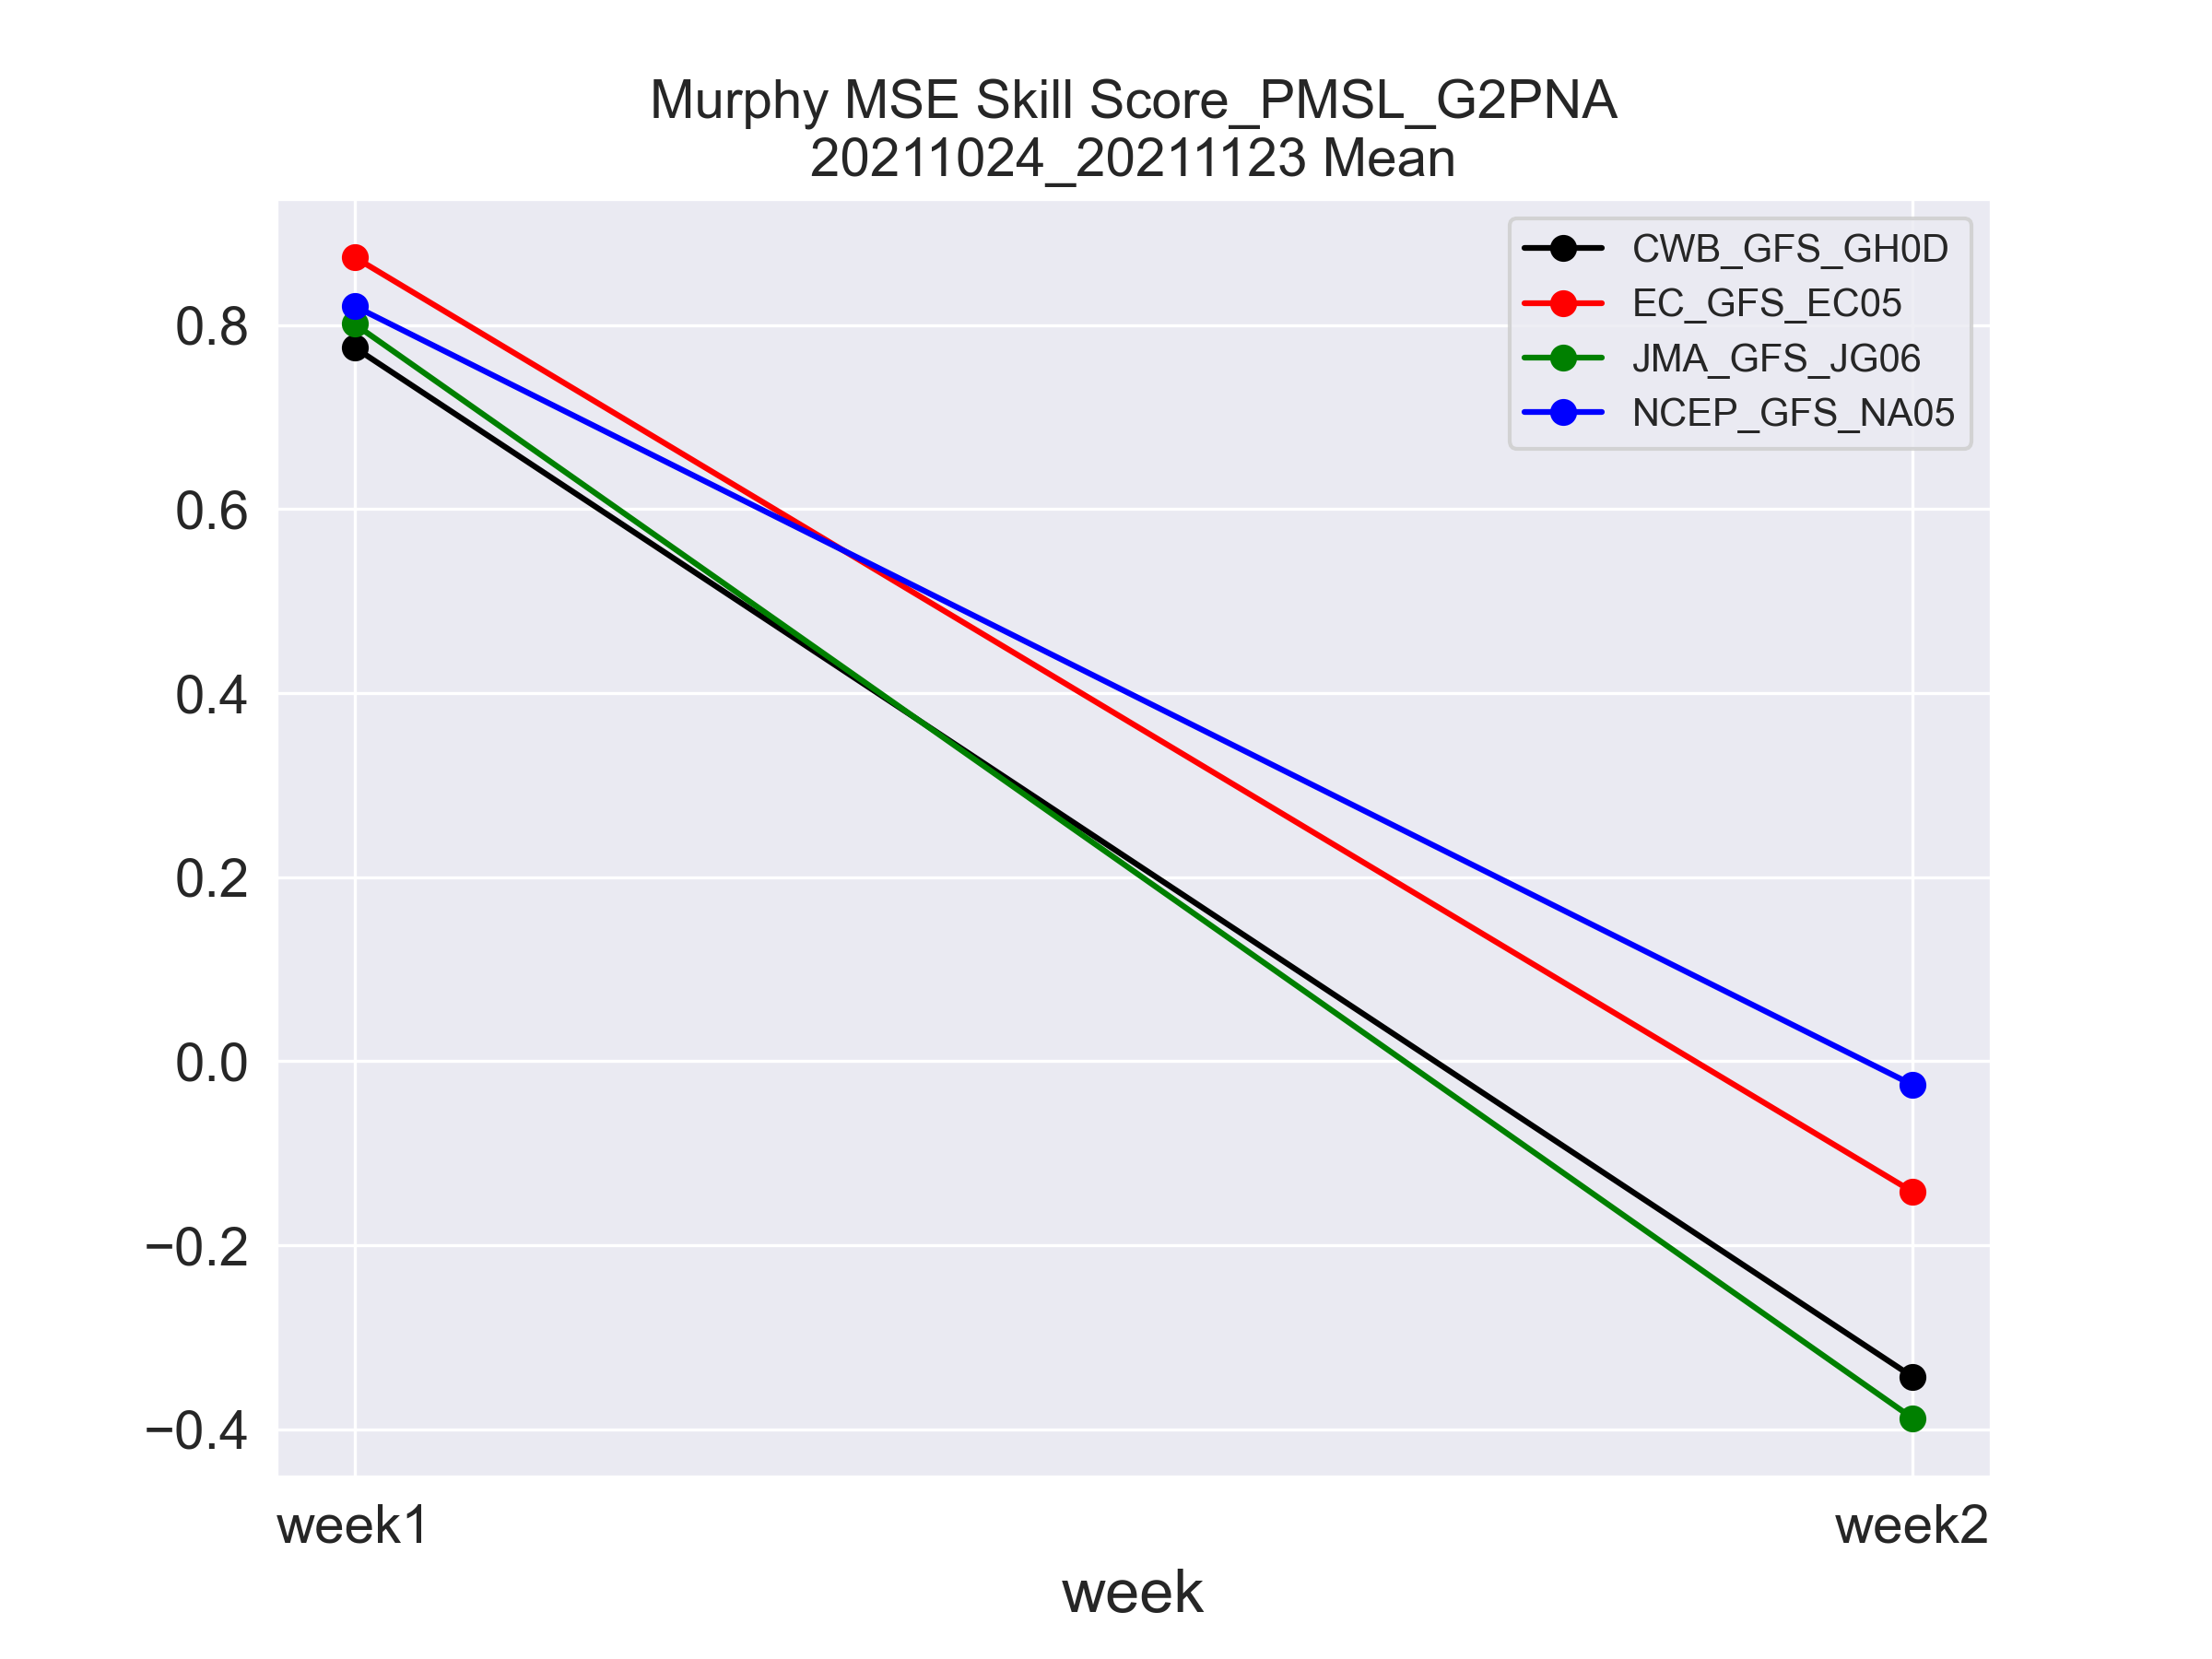 Murphy MSE Skill Score_PMSL_G2PNA
20211024_20211123 Mean
CWB_GFS_GH0D
EC_GFS_EC05
JMA_GFS_JG06
NCEP_GFS_NA05
0.8
0.6
0.4
0.2
0.0
−0.2
−0.4
week1 week2
week